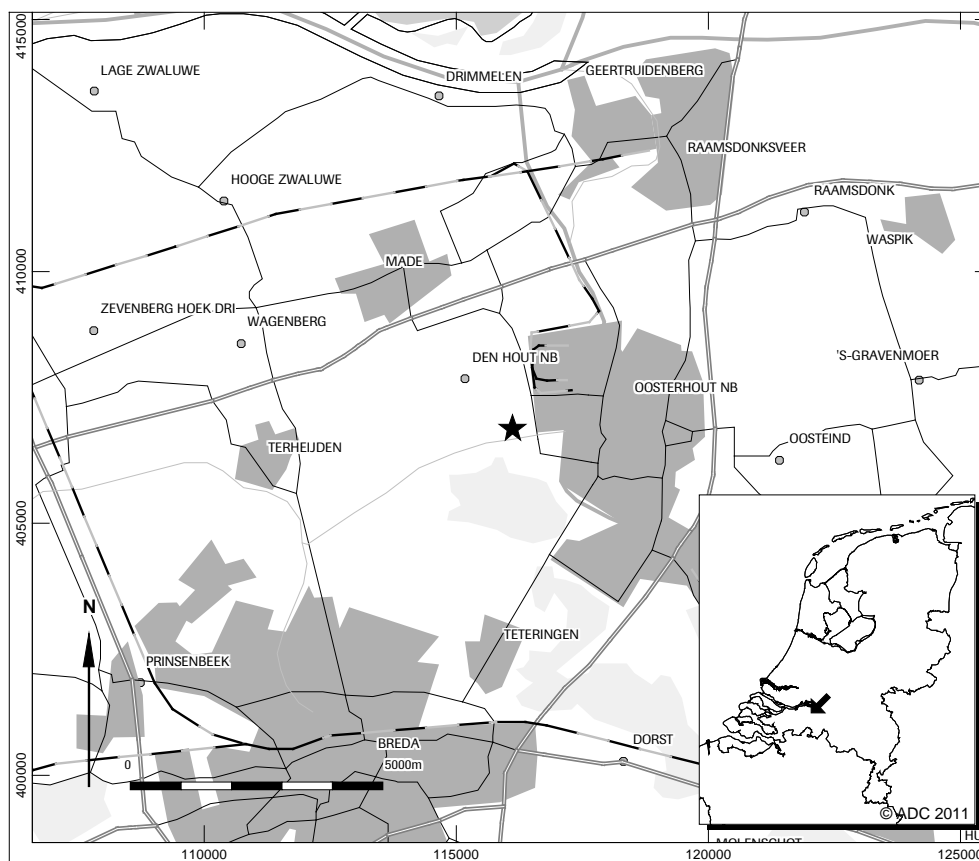 415000
LAGE ZWALUWE
DRIMMELEN
GEERTRUIDENBERG
RAAMSDONKSVEER
HOOGE ZWALUWE
RAAMSDONK
WASPIK
410000
MADE
ZEVENBERG HOEK DRI
WAGENBERG
DEN HOUT NB
'S-GRAVENMOER
OOSTERHOUT NB
TERHEIJDEN
OOSTEIND
405000
N
TETERINGEN
PRINSENBEEK
DORST
BREDA
400000
0
5000m
© ADC 2011
MOLENSCHOT
HU
110000
115000
120000
125000